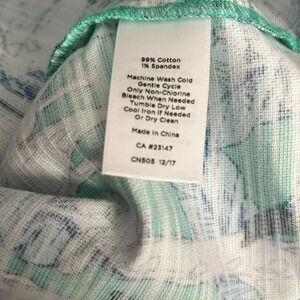 99% Cotton
1% Spandex
Machine Wash Cold
Gentle Cycle
Only Non-Chlorine
Bleach When Needed
Tumble Dry Low
Cool Iron If Needed
Or Dry Clean
Made In China
CA #23147
CN505 12/17